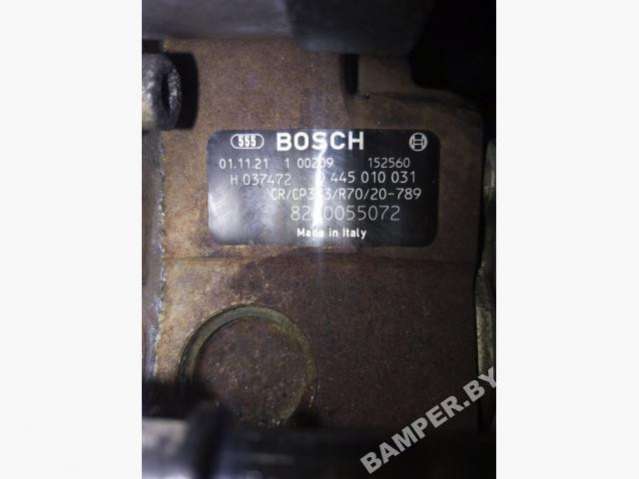 555 BOSCH
01.11.21 1 00209 152560
H 037472 0 445 010 031
CR/CP3S3/R70/20-789
8200055072
Made in Italy
BAMPER.BY